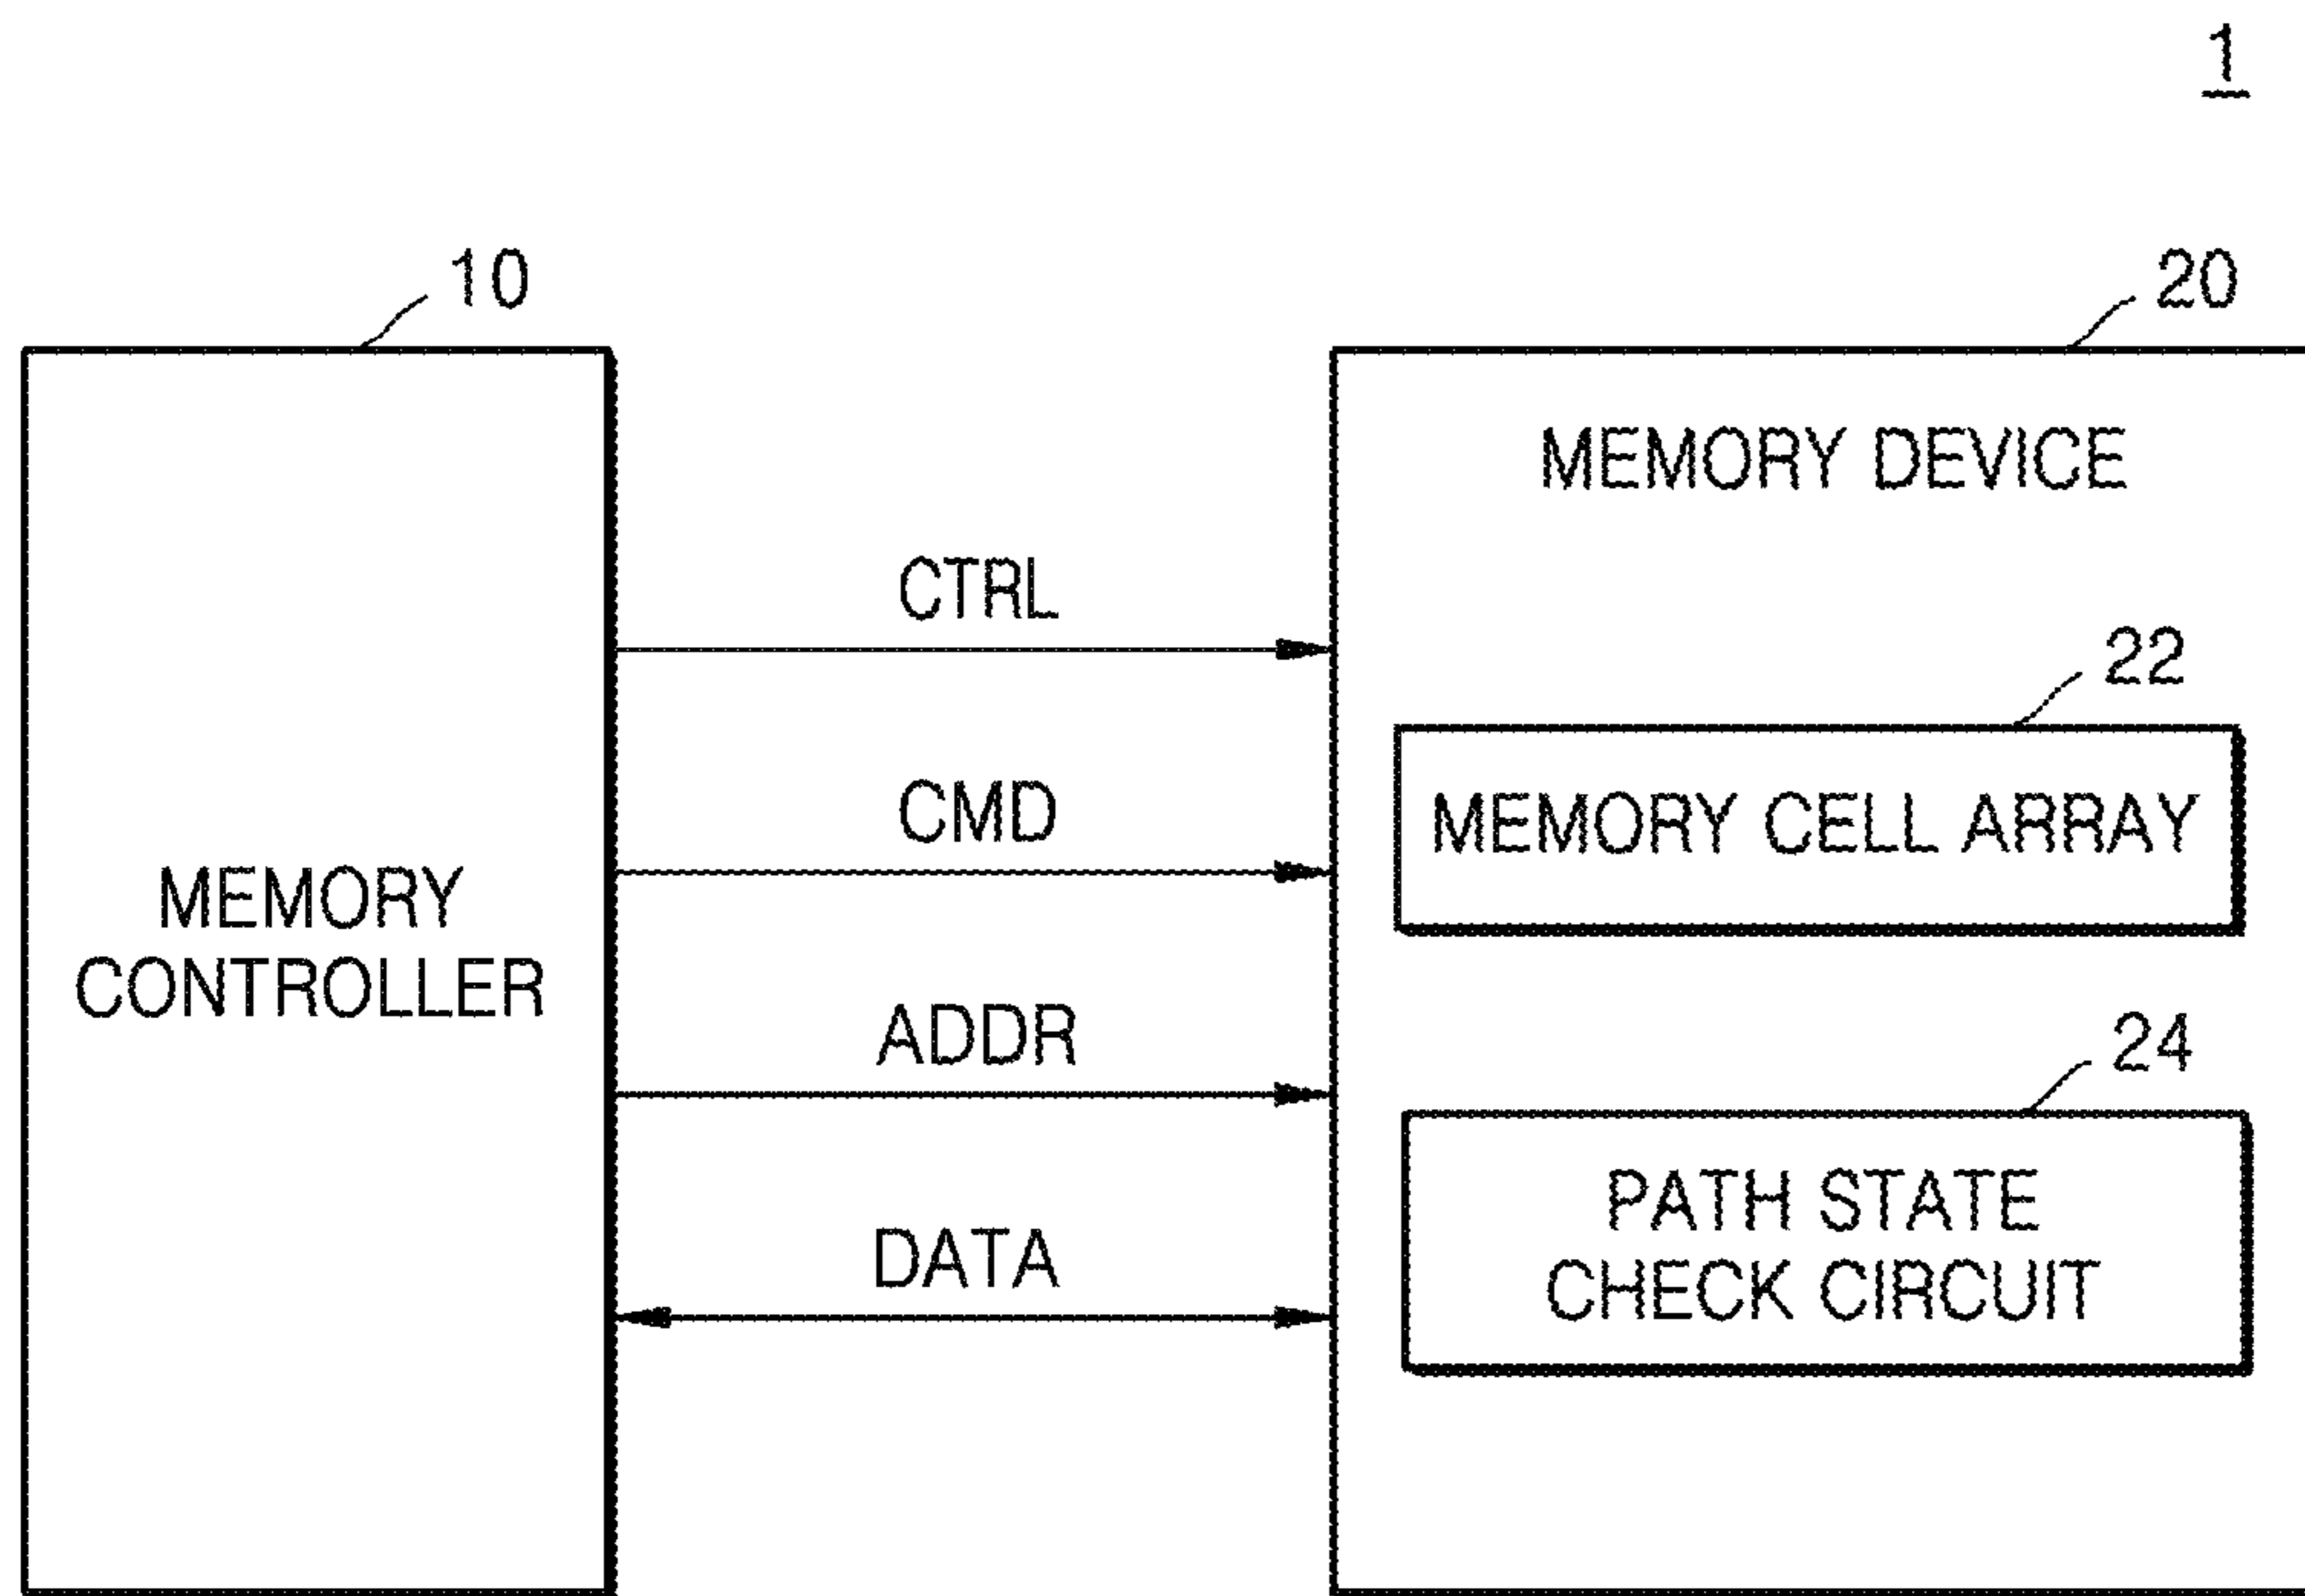 1
10
20
MEMORY DEVICE
CTRL
22
CMD
MEMORY CELL ARRAY
MEMORY
CONTROLLER
ADDR
24
PATH STATE
CHECK CIRCUIT
DATA